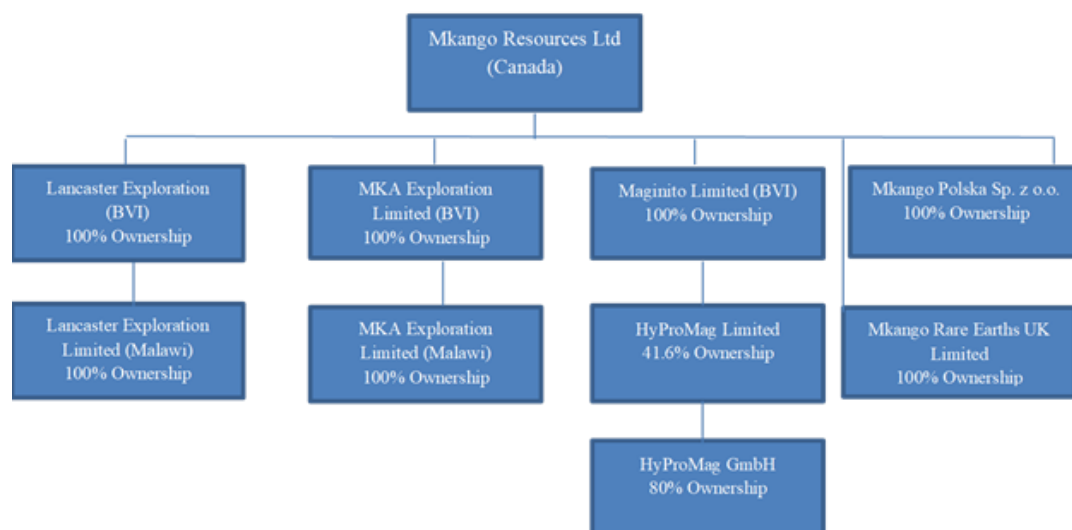 Mkango Resources Ltd
(Canada)
Lancaster Exploration
(BVI)
100% Ownership
MKA Exploration
Limited (BVI)
100% Ownership
Maginito Limited (BVI)
100% Ownership
Mkango Polska Sp. z o.o.
100% Ownership
Lancaster Exploration
Limited (Malawi)
100% Ownership
MKA Exploration
Limited (Malawi)
100% Ownership
HyProMag Limited
41.6% Ownership
Mkango Rare Earths UK
Limited
100% Ownership
HyProMag GmbH
80% Ownership